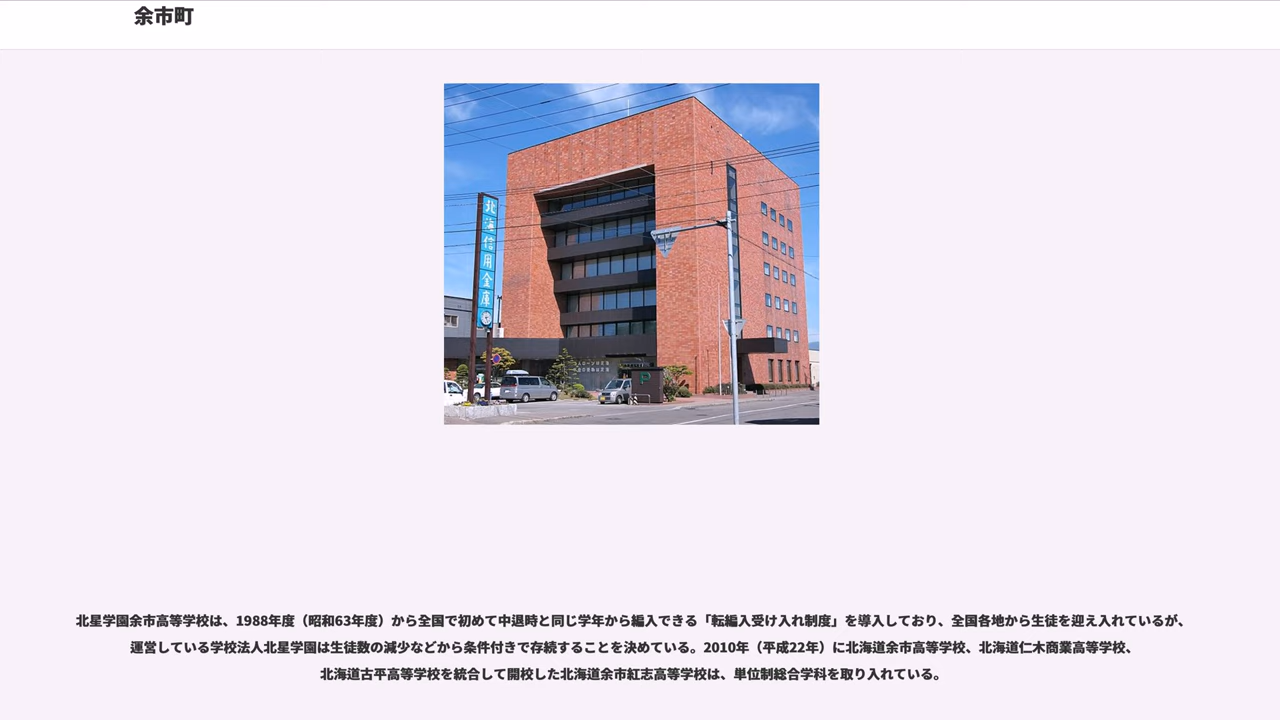 余市町
北海信用金庫
P
北星学園余市高等学校は、1988年度（昭和63年度）から全国で初めて中退時と同じ学年から編入できる「転編入受け入れ制度」を導入しており、全国各地から生徒を迎え入れているが、
運営している学校法人北星学園は生徒数の減少などから条件付きで存続することを決めている。2010年（平成22年）に北海道余市高等学校、北海道仁木商業高等学校、
北海道古平高等学校を統合して開校した北海道余市紅志高等学校は、単位制総合学科を取り入れている。